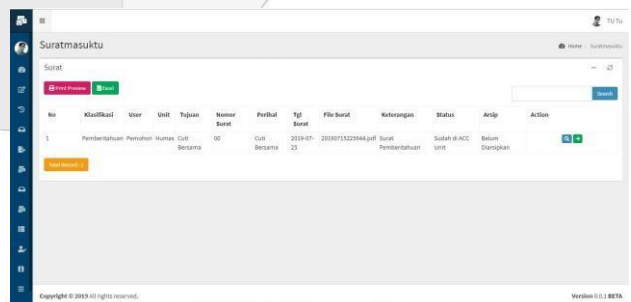 TU Tu
Suratmasuktu
Home Suratmasuktu
Surat
Print Preview Excel
Search
No Klasifikasi User Unit Tujuan Nomor Surat Perihal Tgl Surat File Surat Keterangan Status Arsip Action
1 Pemberitahuan Pemohon Humas Cuti Bersama 00 Cuti Bersama 2019-07-25 20190715225944.pdf Surat Pemberitahuan Sudah di ACC Unit Belum Diarsipkan
Total Record: 1
Copyright © 2019 All rights reserved.
Version 0.0.1 BETA